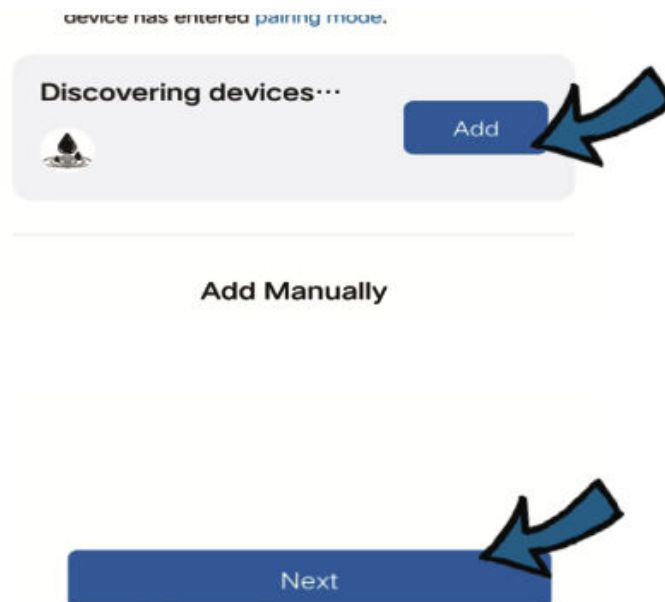 device has entered pairing mode.
Discovering devices···
Add
Add Manually
Next